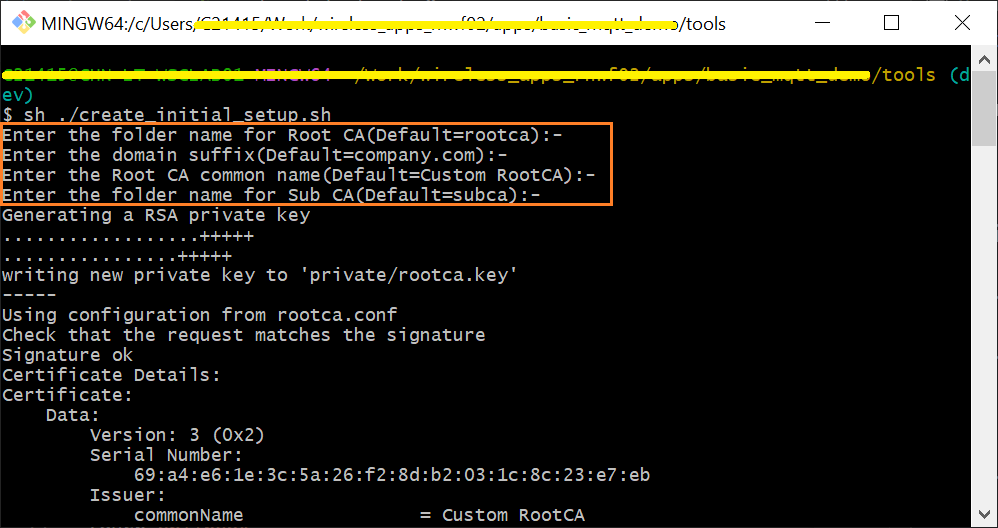 MINGW64:/c/Users/ /tools
/tools (d
ev)
$ sh ./create_initial_setup.sh
Enter the folder name for Root CA(Default=rootca):-
Enter the domain suffix(Default=company.com):-
Enter the Root CA common name(Default=Custom RootCA):-
Enter the folder name for Sub CA(Default=subca):-
Generating a RSA private key
..................+++++
................+++++
writing new private key to 'private/rootca.key'
-----
Using configuration from rootca.conf
Check that the request matches the signature
Signature ok
Certificate Details:
Certificate:
Data:
Version: 3 (0x2)
Serial Number:
69:a4:e6:1e:3c:5a:26:f2:8d:b2:03:1c:8c:23:e7:eb
Issuer:
commonName = Custom RootCA